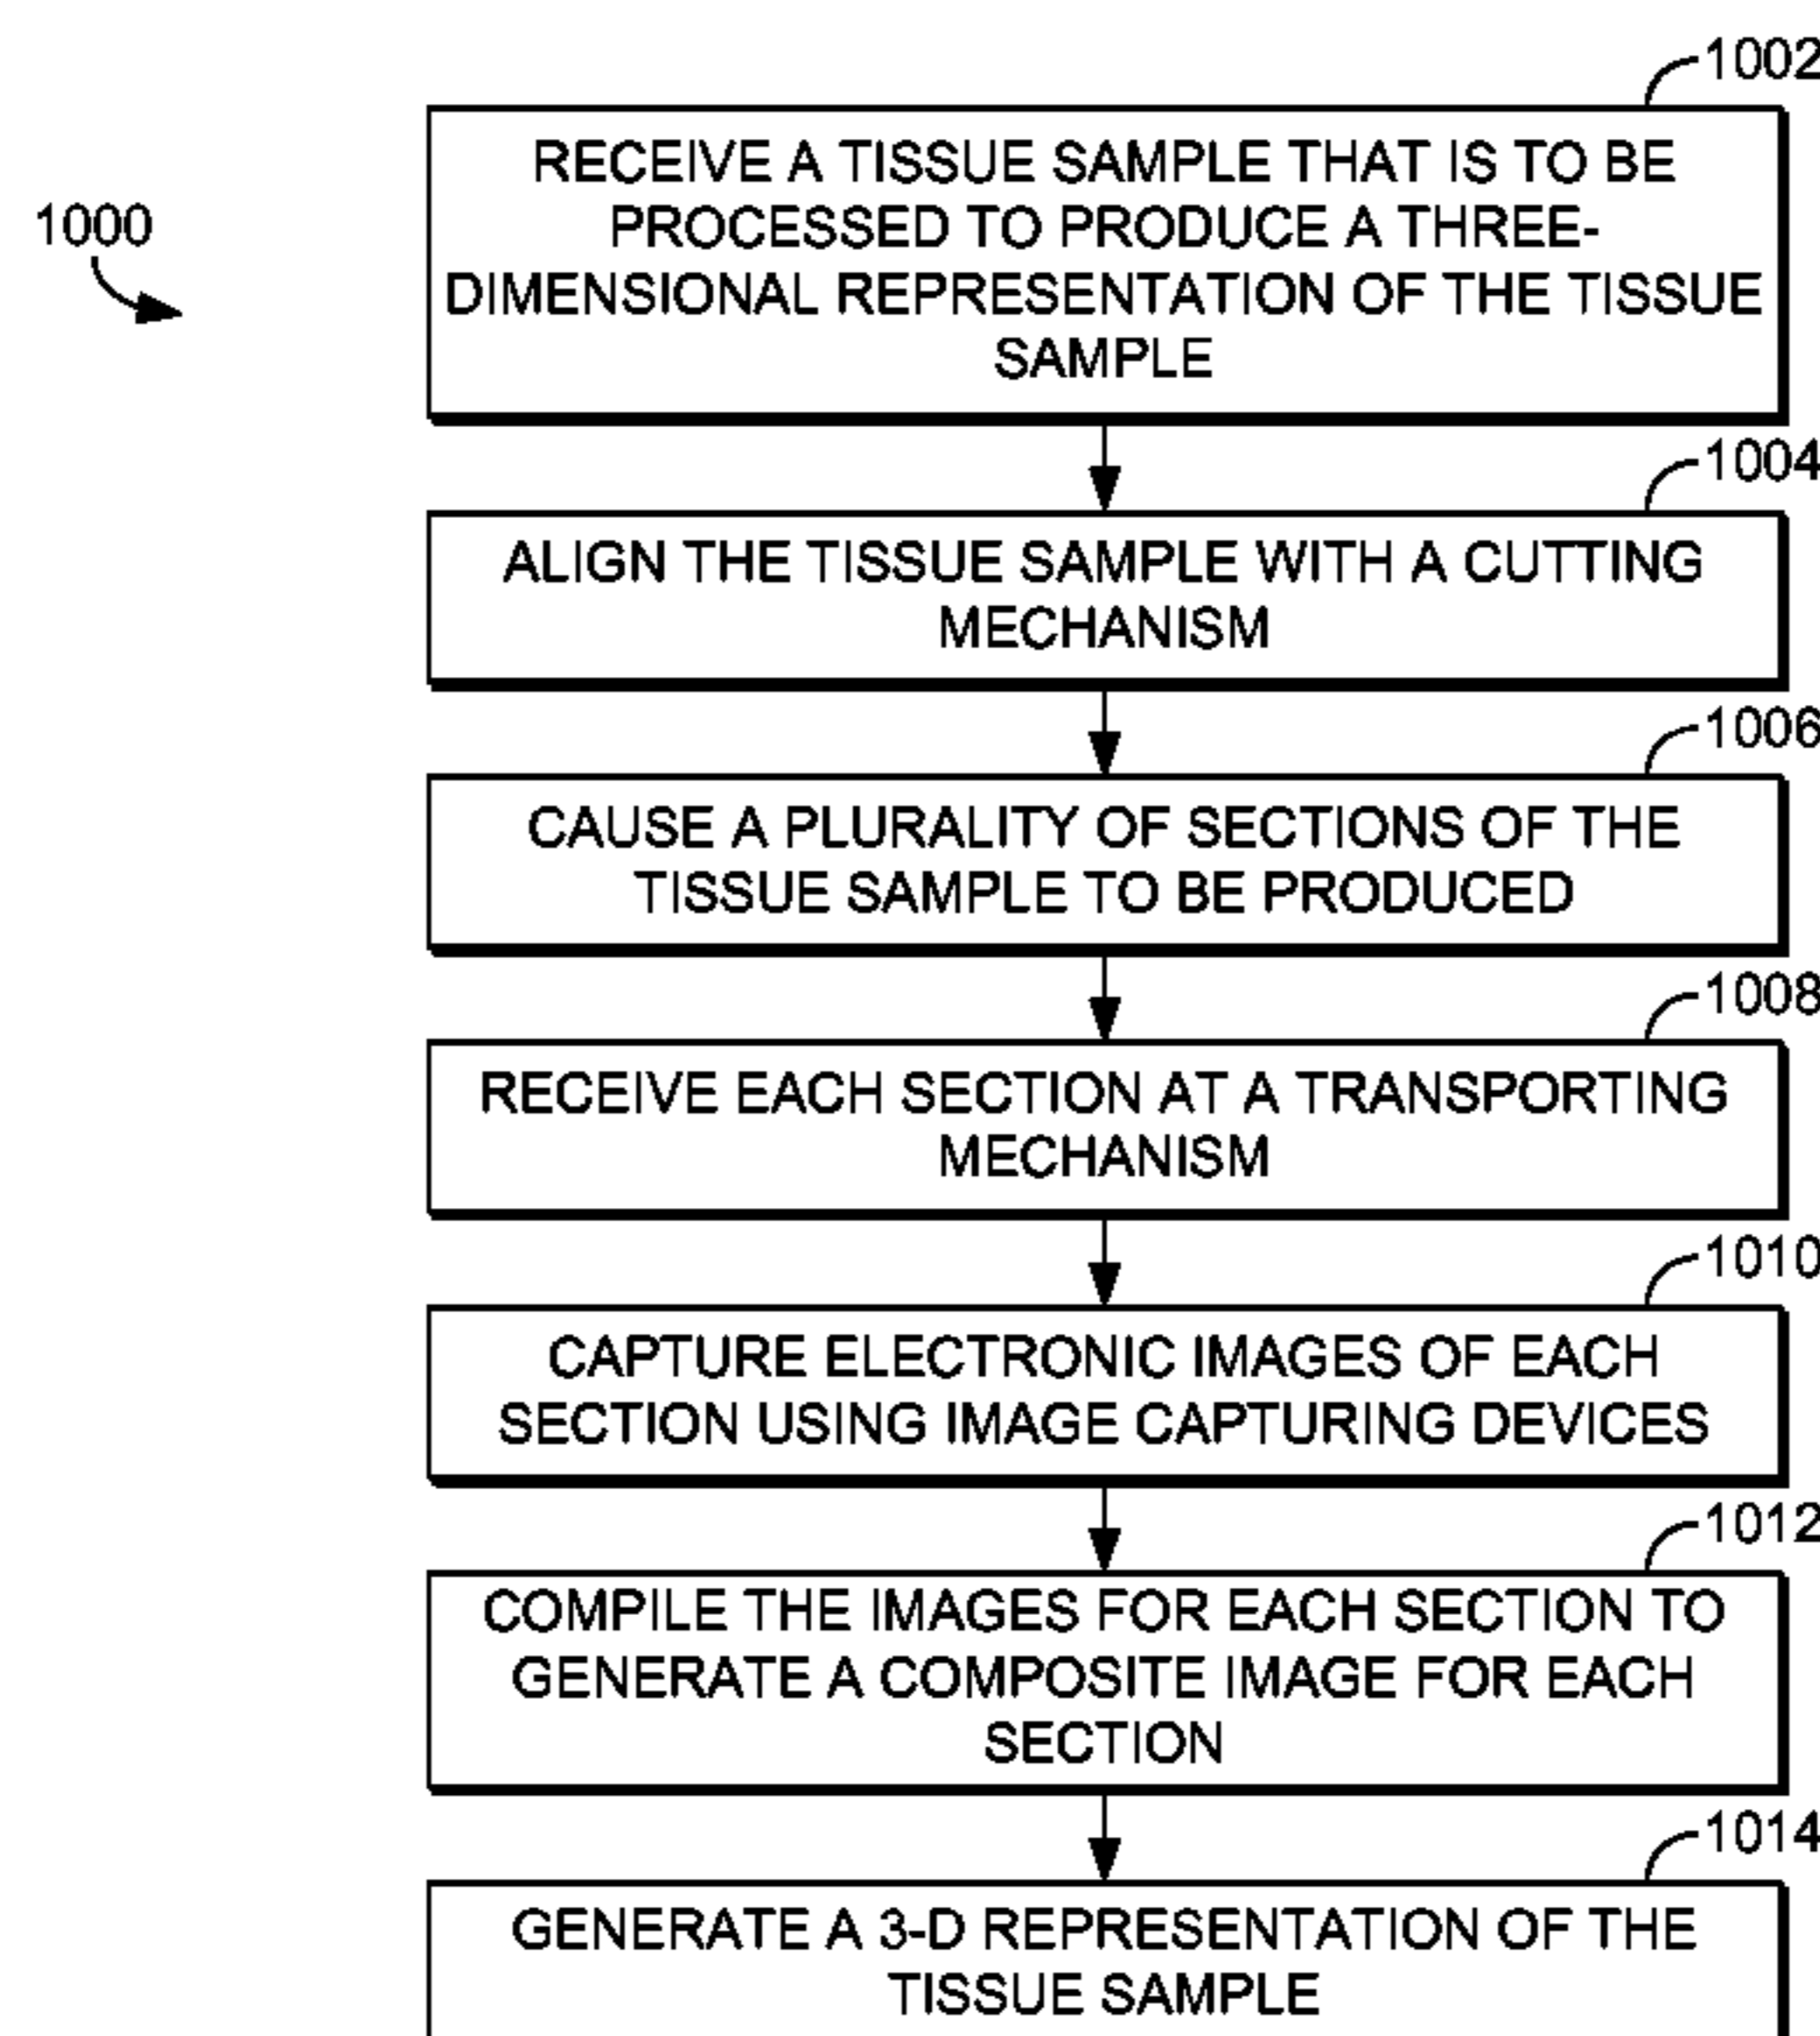 1002
RECEIVE A TISSUE SAMPLE THAT IS TO BE
PROCESSED TO PRODUCE A THREE-
DIMENSIONAL REPRESENTATION OF THE TISSUE
SAMPLE
1000
1004
ALIGN THE TISSUE SAMPLE WITH A CUTTING
MECHANISM
1006
CAUSE A PLURALITY OF SECTIONS OF THE
TISSUE SAMPLE TO BE PRODUCED
1008
RECEIVE EACH SECTION AT A TRANSPORTING
MECHANISM
1010
CAPTURE ELECTRONIC IMAGES OF EACH
SECTION USING IMAGE CAPTURING DEVICES
1012
COMPILE THE IMAGES FOR EACH SECTION TO
GENERATE A COMPOSITE IMAGE FOR EACH
SECTION
1014
GENERATE A 3-D REPRESENTATION OF THE
TISSUE SAMPLE